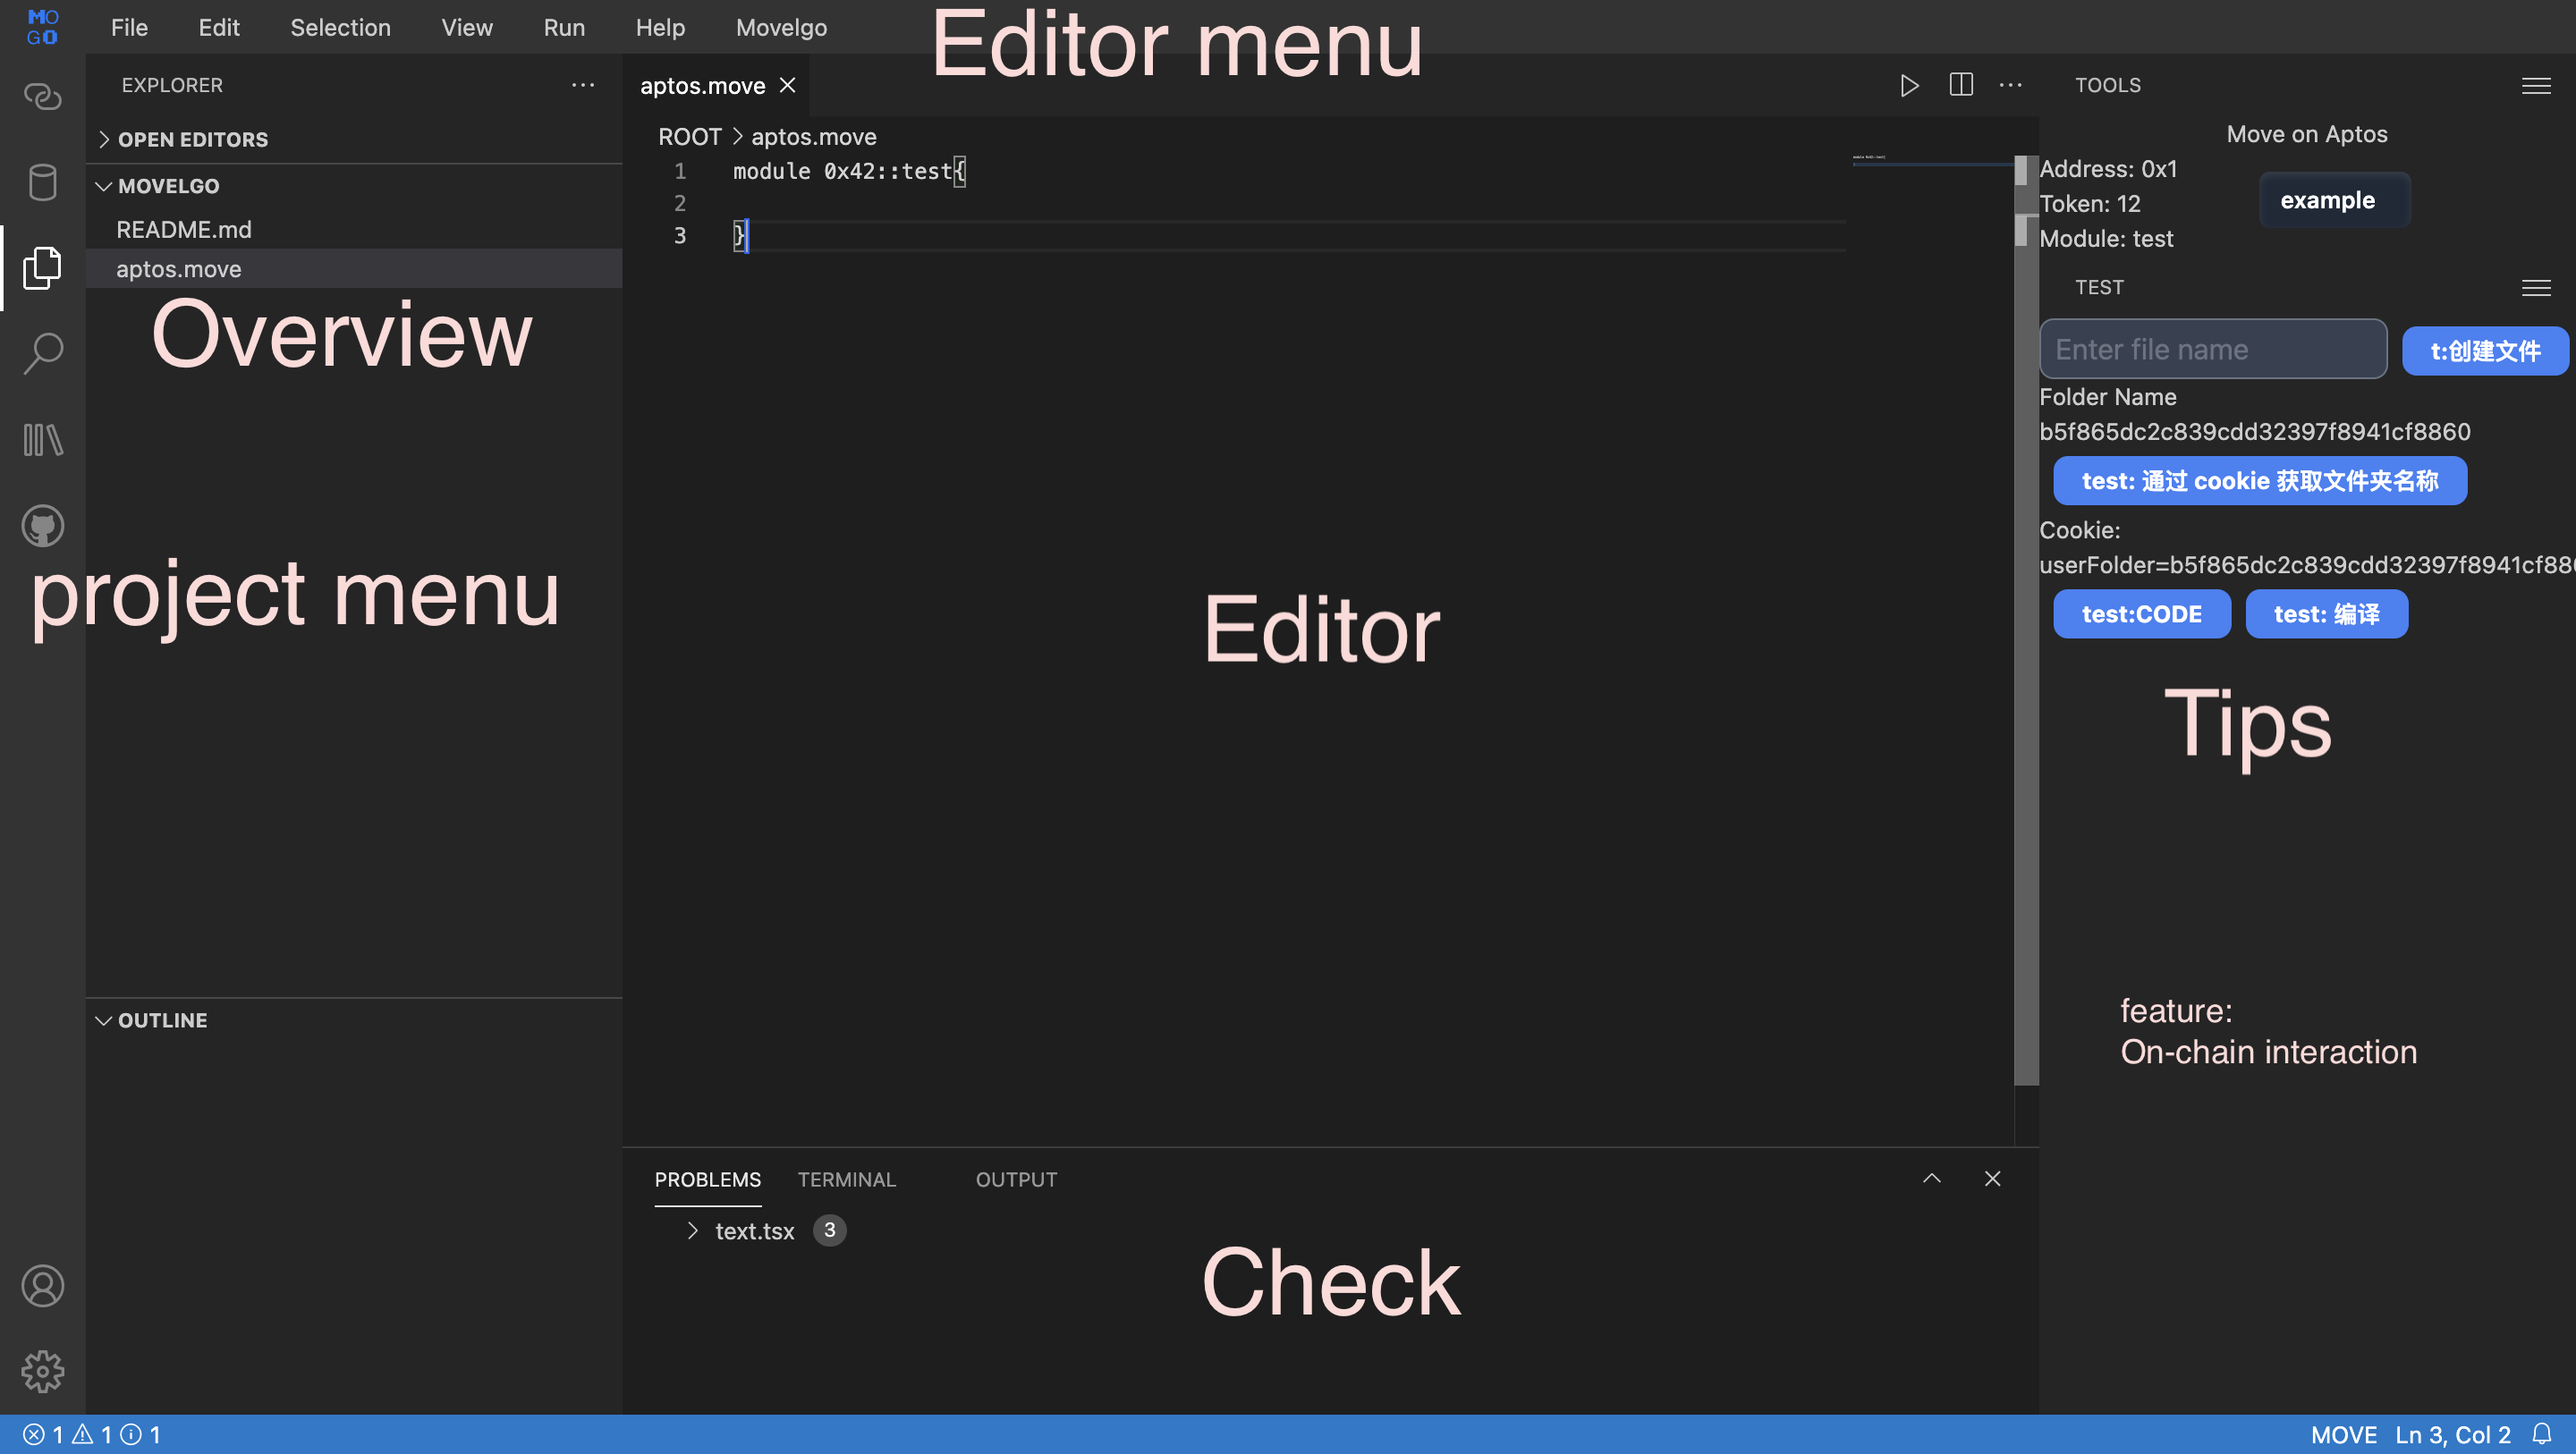 MO
GO
File Edit Selection View Run Help Movelgo
Editor menu
EXPLORER
OPEN EDITORS
MOVELGO
README.md
aptos.move
Overview
project menu
OUTLINE
aptos.move
ROOT > aptos.move
1 module 0x42::test{
2
3 }
Editor
PROBLEMS TERMINAL OUTPUT
text.tsx 3
Check
TOOLS
Move on Aptos
Address: 0x1
Token: 12
Module: test
example
TEST
Enter file name
t:创建文件
Folder Name
b5f865dc2c839cdd32397f8941cf8860
test: 通过 cookie 获取文件夹名称
Cookie:
userFolder=b5f865dc2c839cdd32397f8941cf886
test:CODE test: 编译
Tips
feature:
On-chain interaction
1 1 1
MOVE Ln 3, Col 2